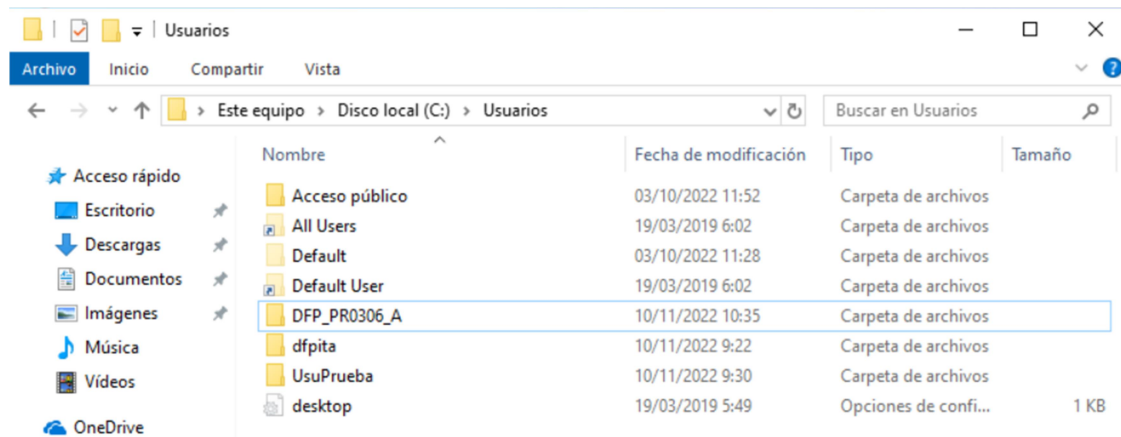 Usuarios
Archivo Inicio Compartir Vista
Este equipo > Disco local (C:) > Usuarios Buscar en Usuarios
Nombre Fecha de modificación Tipo Tamaño
Acceso rápido
Escritorio
Descargas
Documentos
Imágenes
Música
Vídeos
OneDrive
Acceso público 03/10/2022 11:52 Carpeta de archivos
All Users 19/03/2019 6:02 Carpeta de archivos
Default 03/10/2022 11:28 Carpeta de archivos
Default User 19/03/2019 6:02 Carpeta de archivos
DFP_PR0306_A 10/11/2022 10:35 Carpeta de archivos
dfpita 10/11/2022 9:22 Carpeta de archivos
UsuPrueba 10/11/2022 9:30 Carpeta de archivos
desktop 19/03/2019 5:49 Opciones de confi... 1 KB